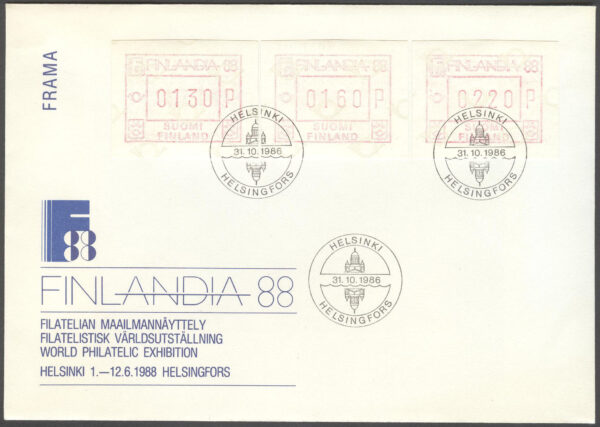 FRAMA
FINLANDIA 88
0130 P
SUOMI
FINLAND
FINLANDIA 88
0160 P
SUOMI
FINLAND
FINLANDIA 88
0220 P
SUOMI
FINLAND
HELSINKI
31.10.1986
HELSINGFORS
HELSINKI
31.10.1986
HELSINGFORS
HELSINKI
31.10.1986
HELSINGFORS
88
FINLANDIA 88
FILATELIAN MAAILMANNÄYTTELY
FILATELISTISK VÄRLDSUTSTÄLLNING
WORLD PHILATELIC EXHIBITION
HELSINKI 1.—12.6.1988 HELSINGFORS